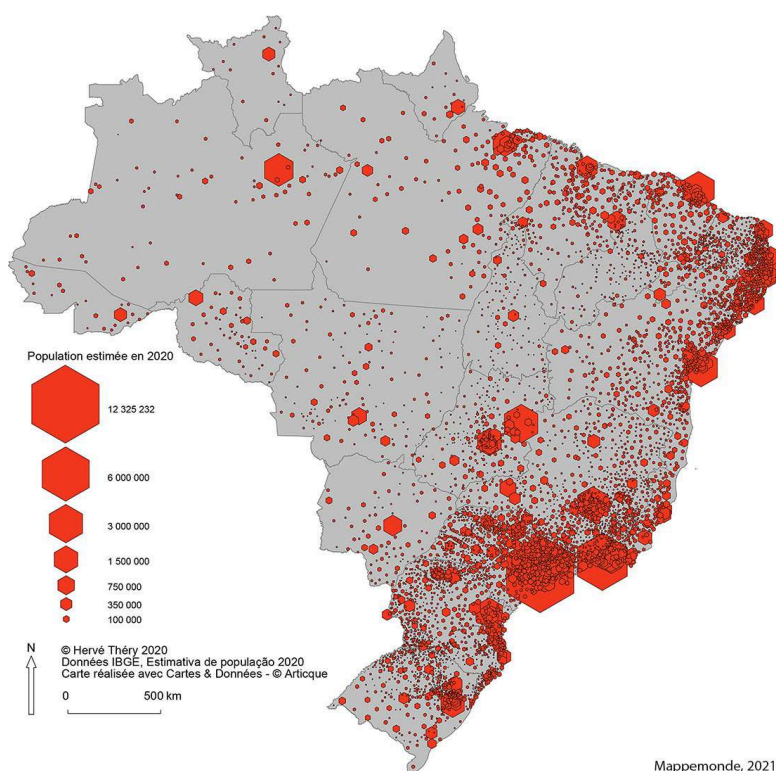 Population estimée en 2020
12 325 232
6 000 000
3 000 000
1 500 000
750 000
350 000
100 000
N
© Hervé Théry 2020
Données IBGE, Estimativa de população 2020
Carte réalisée avec Cartes & Données - © Articque
0 500 km
Mappemonde, 2021